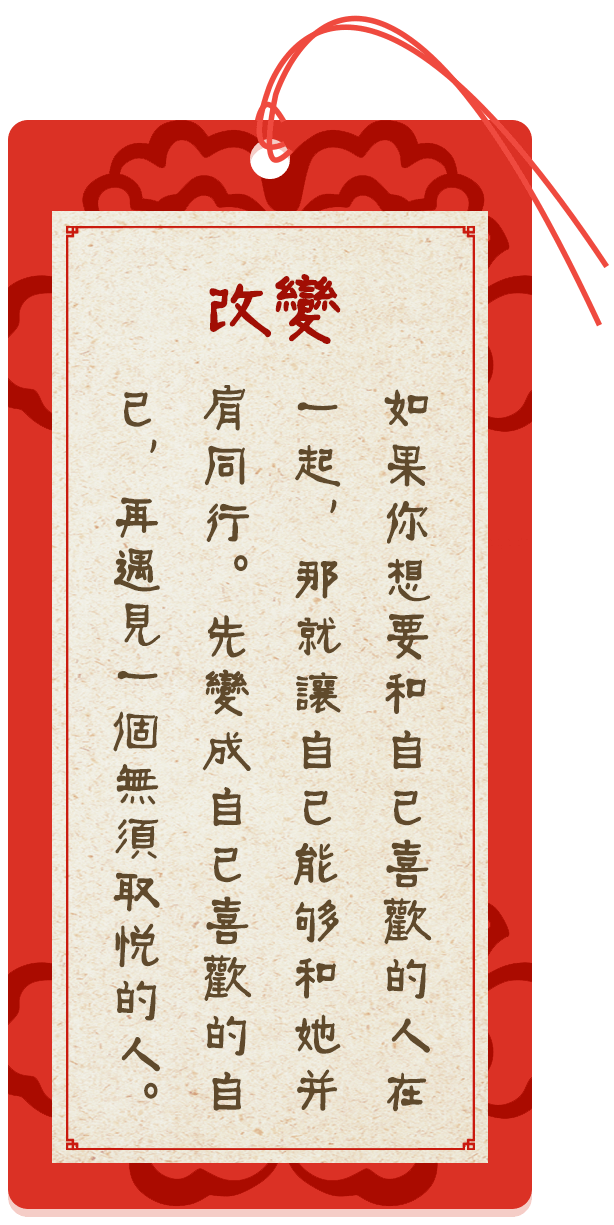 改變
如果你想要和自己喜歡的人在
一起，那就讓自己能够和她并
肩同行。先變成自己喜歡的自
己，再遇見一個無須取悅的人。